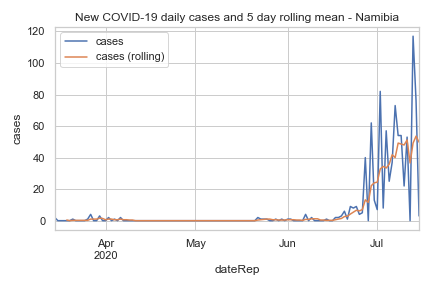 New COVID-19 daily cases and 5 day rolling mean - Namibia
cases
cases (rolling)
120
100
80
60
40
20
0
cases
Apr
2020
May
Jun
Jul
dateRep